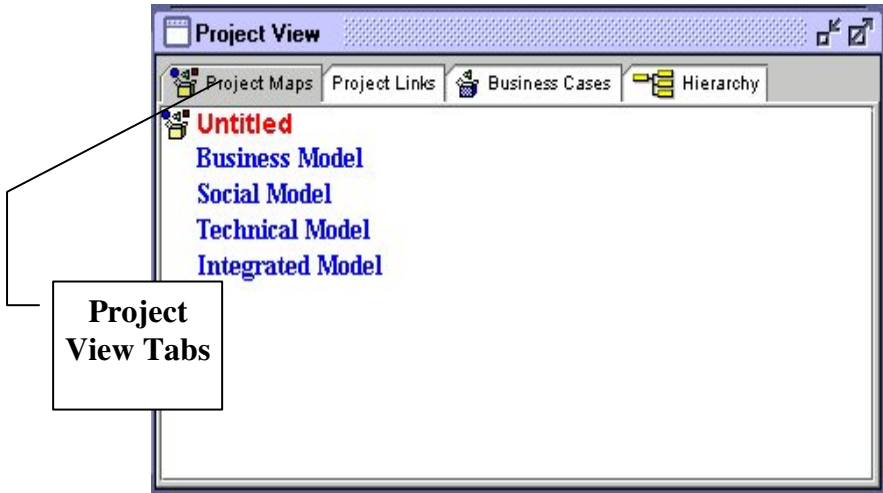 Project View
Project Maps Project Links Business Cases Hierarchy
Untitled
Business Model
Social Model
Technical Model
Integrated Model
Project
View Tabs